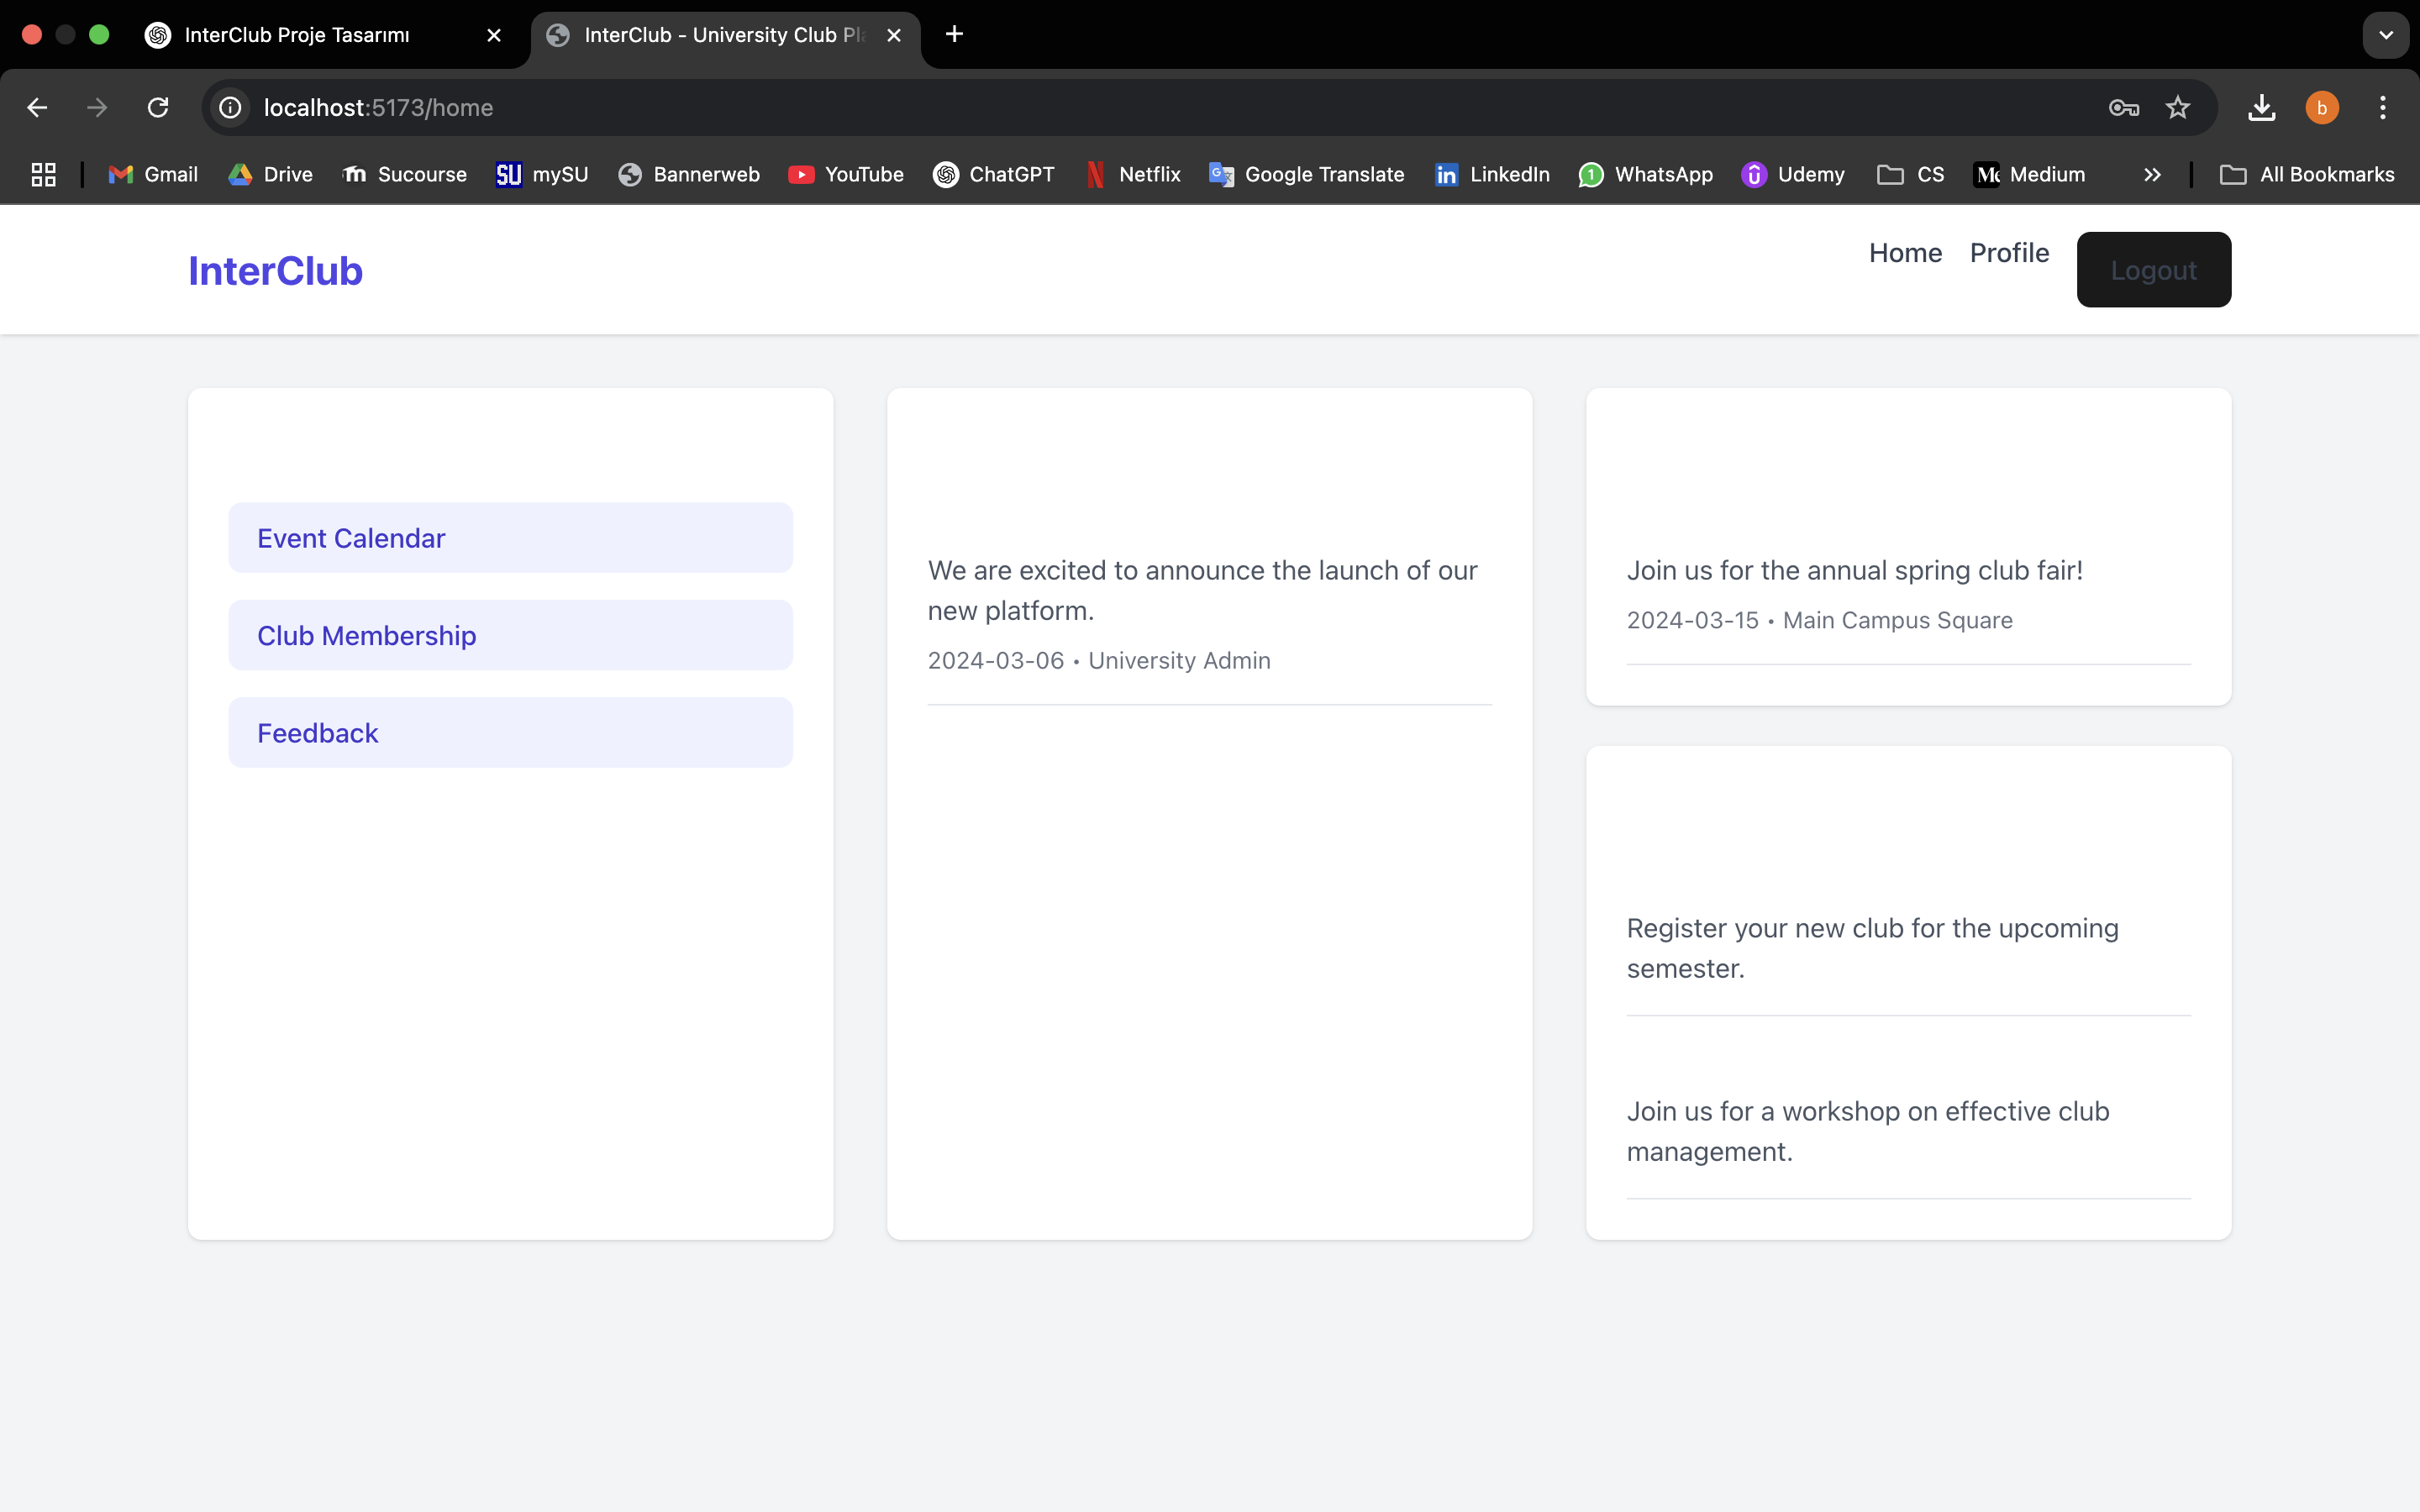 InterClub Proje Tasarımı
InterClub - University Club Pla
localhost:5173/home
b
Gmail
Drive
Sucourse
SU mySU
Bannerweb
YouTube
ChatGPT
Netflix
Google Translate
in LinkedIn
1 WhatsApp
Udemy
CS
Medium
All Bookmarks
InterClub
Home
Profile
Logout
Event Calendar
Club Membership
Feedback
We are excited to announce the launch of our
new platform.
2024-03-06 • University Admin
Join us for the annual spring club fair!
2024-03-15 • Main Campus Square
Register your new club for the upcoming
semester.
Join us for a workshop on effective club
management.